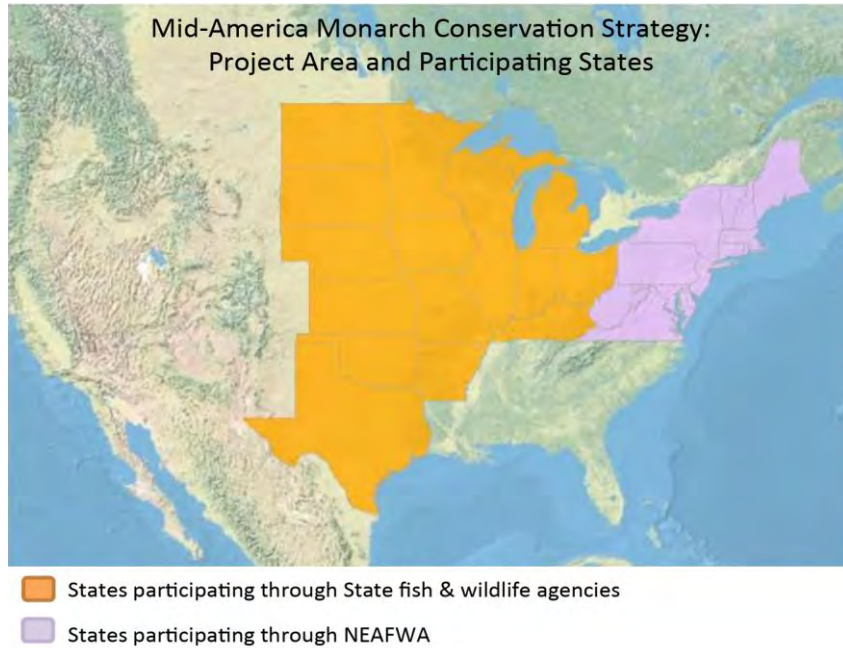 Mid-America Monarch Conservation Strategy:
Project Area and Participating States
States participating through State fish & wildlife agencies
States participating through NEAFWA